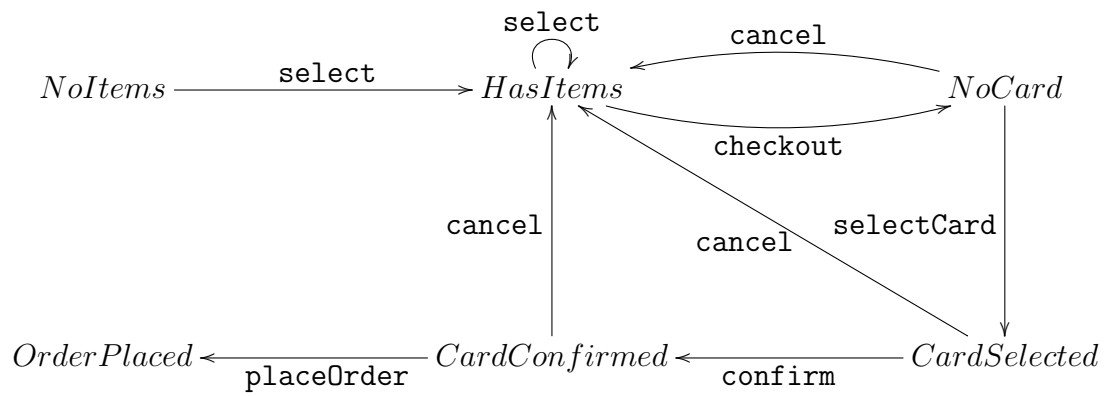 select
cancel
NoItems select HasItems NoCard
checkout
cancel cancel selectCard
OrderPlaced CardConfirmed CardSelected
placeOrder confirm